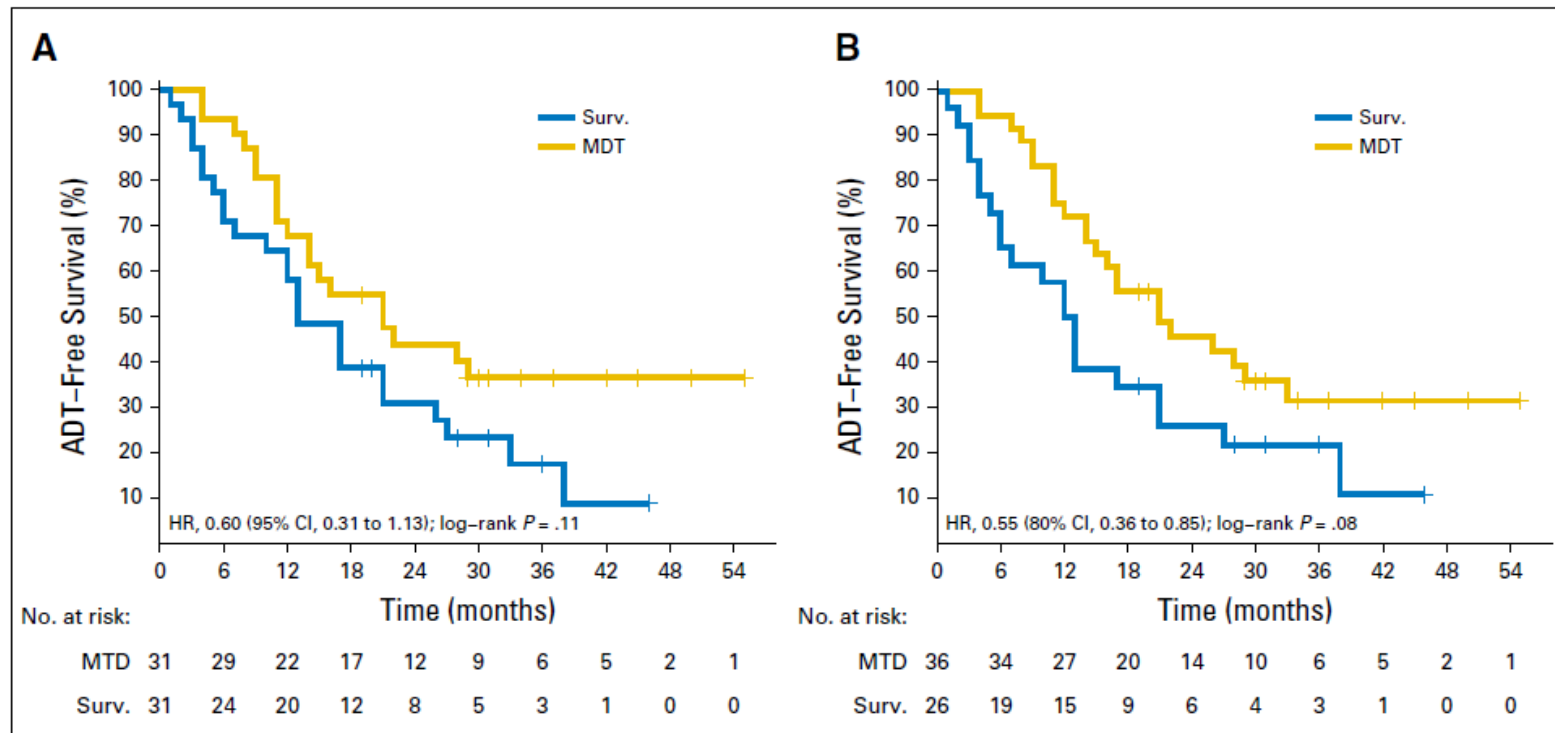 A
ADT-Free Survival (%)
100
90
80
70
60
50
40
30
20
10
Surv.
MDT
HR, 0.60 (95% CI, 0.31 to 1.13); log-rank P = .11
0 6 12 18 24 30 36 42 48 54
Time (months)
No. at risk:
MTD 31 29 22 17 12 9 6 5 2 1
Surv. 31 24 20 12 8 5 3 1 0 0
B
ADT-Free Survival (%)
100
90
80
70
60
50
40
30
20
10
Surv.
MDT
HR, 0.55 (80% CI, 0.36 to 0.85); log-rank P = .08
0 6 12 18 24 30 36 42 48 54
Time (months)
No. at risk:
MTD 36 34 27 20 14 10 6 5 2 1
Surv. 26 19 15 9 6 4 3 1 0 0